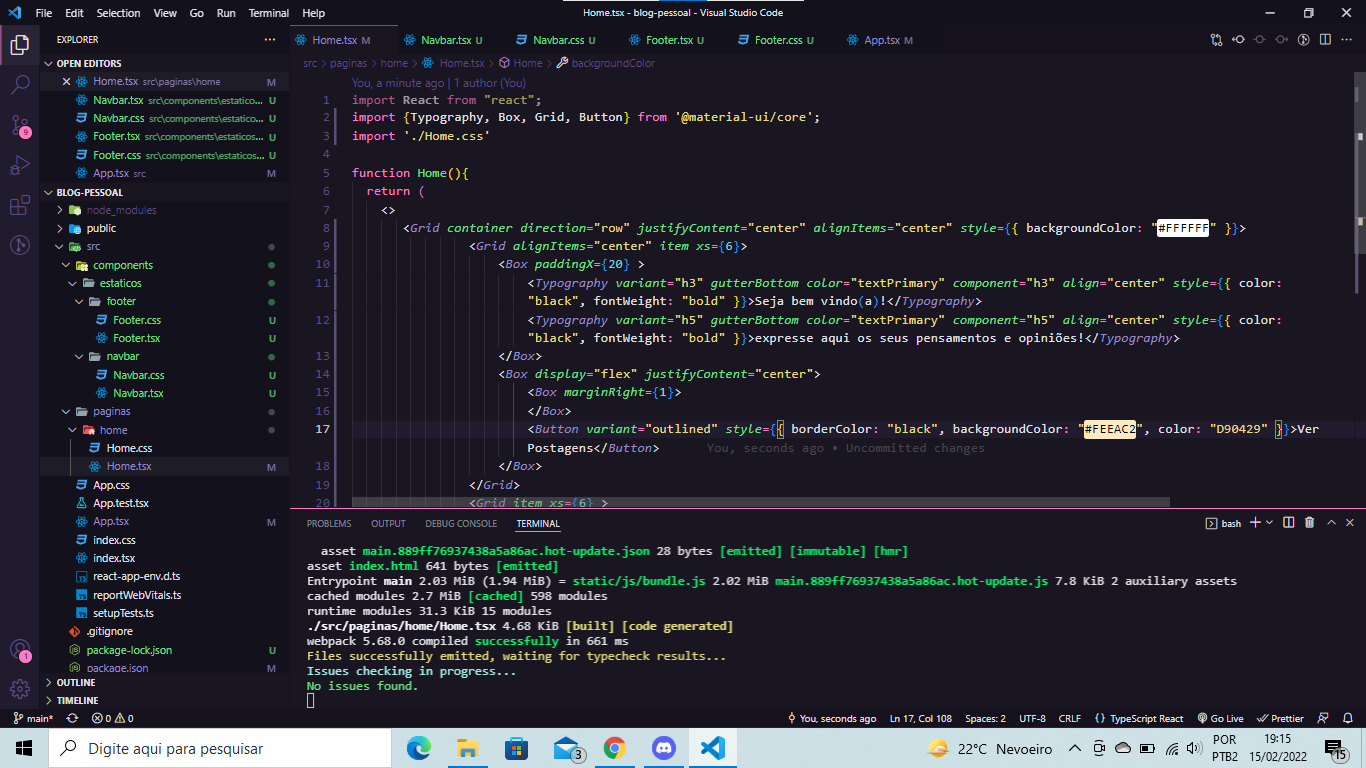 File Edit Selection View Go Run Terminal Help
Home.tsx - blog-pessoal - Visual Studio Code
EXPLORER
OPEN EDITORS
Home.tsx src\paginas\home M
Navbar.tsx src\components\estatico... U
Navbar.css src\components\estatico... U
Footer.tsx src\components\estaticos... U
Footer.css src\components\estaticos... U
App.tsx src M
BLOG-PESSOAL
node_modules
public
src
components
estaticos
footer
Footer.css U
Footer.tsx U
navbar
Navbar.css U
Navbar.tsx U
paginas
home
Home.css
Home.tsx M
App.css
App.test.tsx
App.tsx M
index.css
index.tsx
react-app-env.d.ts
reportWebVitals.ts
setupTests.ts
.gitignore
package-lock.json U
package.json M
OUTLINE
TIMELINE
9
1
Home.tsx M Navbar.tsx U Navbar.css U Footer.tsx U Footer.css U App.tsx M
src > paginas > home > Home.tsx > Home > backgroundColor
You, a minute ago | 1 author (You)
1 import React from "react";
2 import {Typography, Box, Grid, Button} from '@material-ui/core';
3 import './Home.css'
4
5 function Home(){
6 return (
7 <>
8 <Grid container direction="row" justifyContent="center" alignItems="center" style={{ backgroundColor: "#FFFFFF" }}>
9 <Grid alignItems="center" item xs={6}>
10 <Box paddingX={20} >
11 <Typography variant="h3" gutterBottom color="textPrimary" component="h3" align="center" style={{ color:
"black", fontWeight: "bold" }}>Seja bem vindo(a)!</Typography>
12 <Typography variant="h5" gutterBottom color="textPrimary" component="h5" align="center" style={{ color:
"black", fontWeight: "bold" }}>expresse aqui os seus pensamentos e opiniões!</Typography>
13 </Box>
14 <Box display="flex" justifyContent="center">
15 <Box marginRight={1}>
16 </Box>
17 <Button variant="outlined" style={{ borderColor: "black", backgroundColor: "#FEEAC2", color: "D90429" }}>Ver
Postagens</Button> You, seconds ago • Uncommitted changes
18 </Box>
19 </Grid>
20 <Grid item xs={6} >
PROBLEMS OUTPUT DEBUG CONSOLE TERMINAL
bash
asset main.889ff76937438a5a86ac.hot-update.json 28 bytes [emitted] [immutable] [hmr]
asset index.html 641 bytes [emitted]
Entrypoint main 2.03 MiB (1.94 MiB) = static/js/bundle.js 2.02 MiB main.889ff76937438a5a86ac.hot-update.js 7.8 KiB 2 auxiliary assets
cached modules 2.7 MiB [cached] 598 modules
runtime modules 31.3 KiB 15 modules
./src/paginas/home/Home.tsx 4.68 KiB [built] [code generated]
webpack 5.68.0 compiled successfully in 661 ms
Files successfully emitted, waiting for typecheck results...
Issues checking in progress...
No issues found.
main* 0 0 You, seconds ago Ln 17, Col 108 Spaces: 2 UTF-8 CRLF {} TypeScript React Go Live Prettier
Digite aqui para pesquisar
3
22°C Nevoeiro
POR
PTB2
19:15
15/02/2022
15